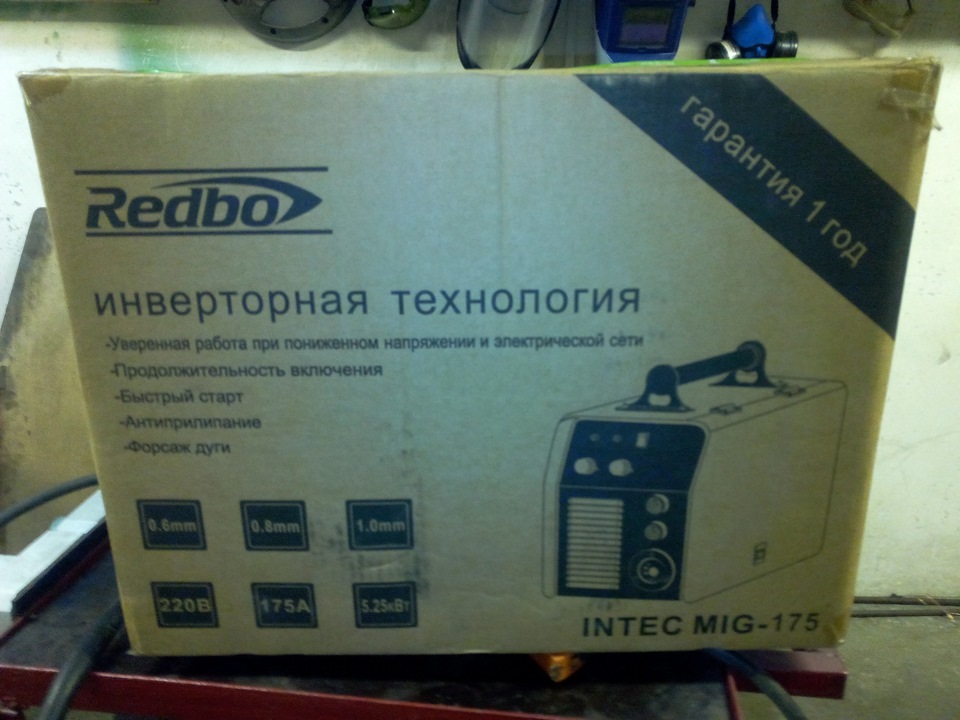 гарантия 1 год
Redbo
инверторная технология
-Уверенная работа при пониженном напряжении и электрической сети
-Продолжительность включения
-Быстрый старт
-Антиприлипание
-Форсаж дуги
0.6mm 0.8mm 1.0mm
220В 175А 5.25кВт
INTEC MIG-175